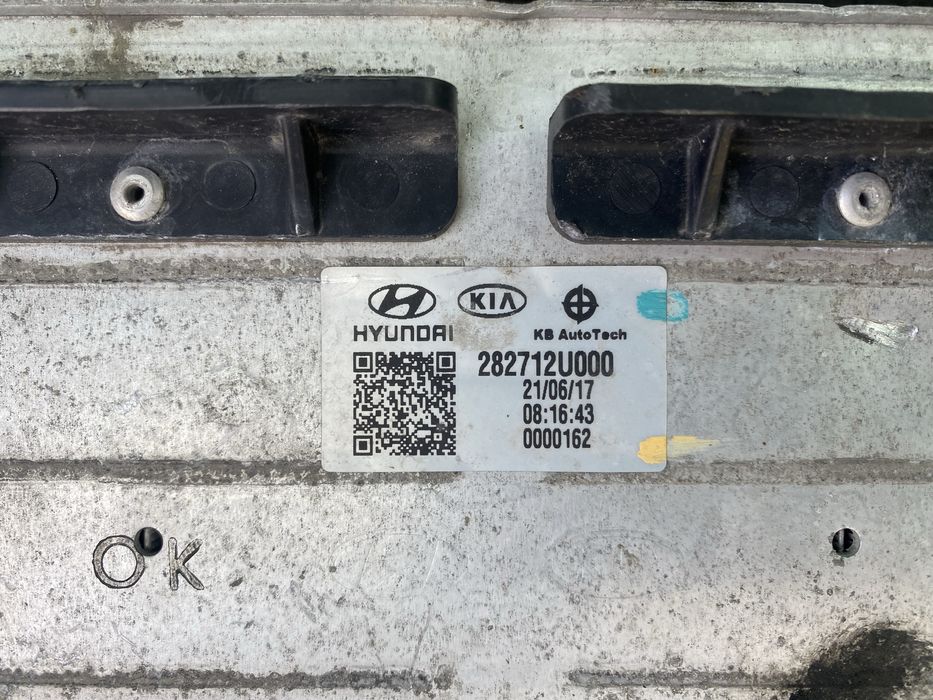 HYUNDAI KIA KB AutoTech
282712U000
21/06/17
08:16:43
0000162
OK